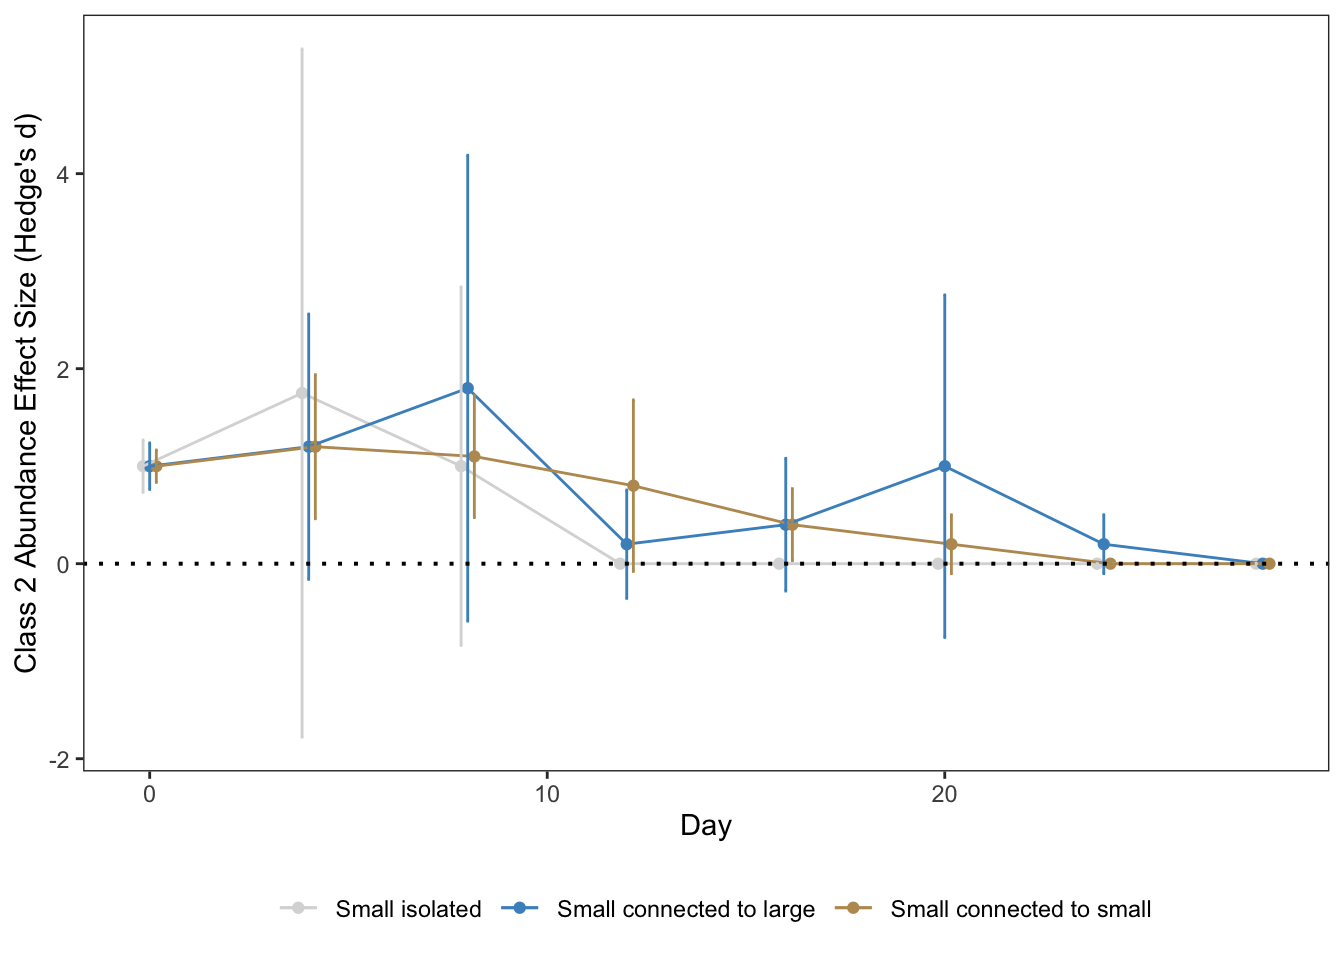 Class 2 Abundance Effect Size (Hedge's d)
4
2
0
-2
0 10 20
Day
Small isolated Small connected to large Small connected to small